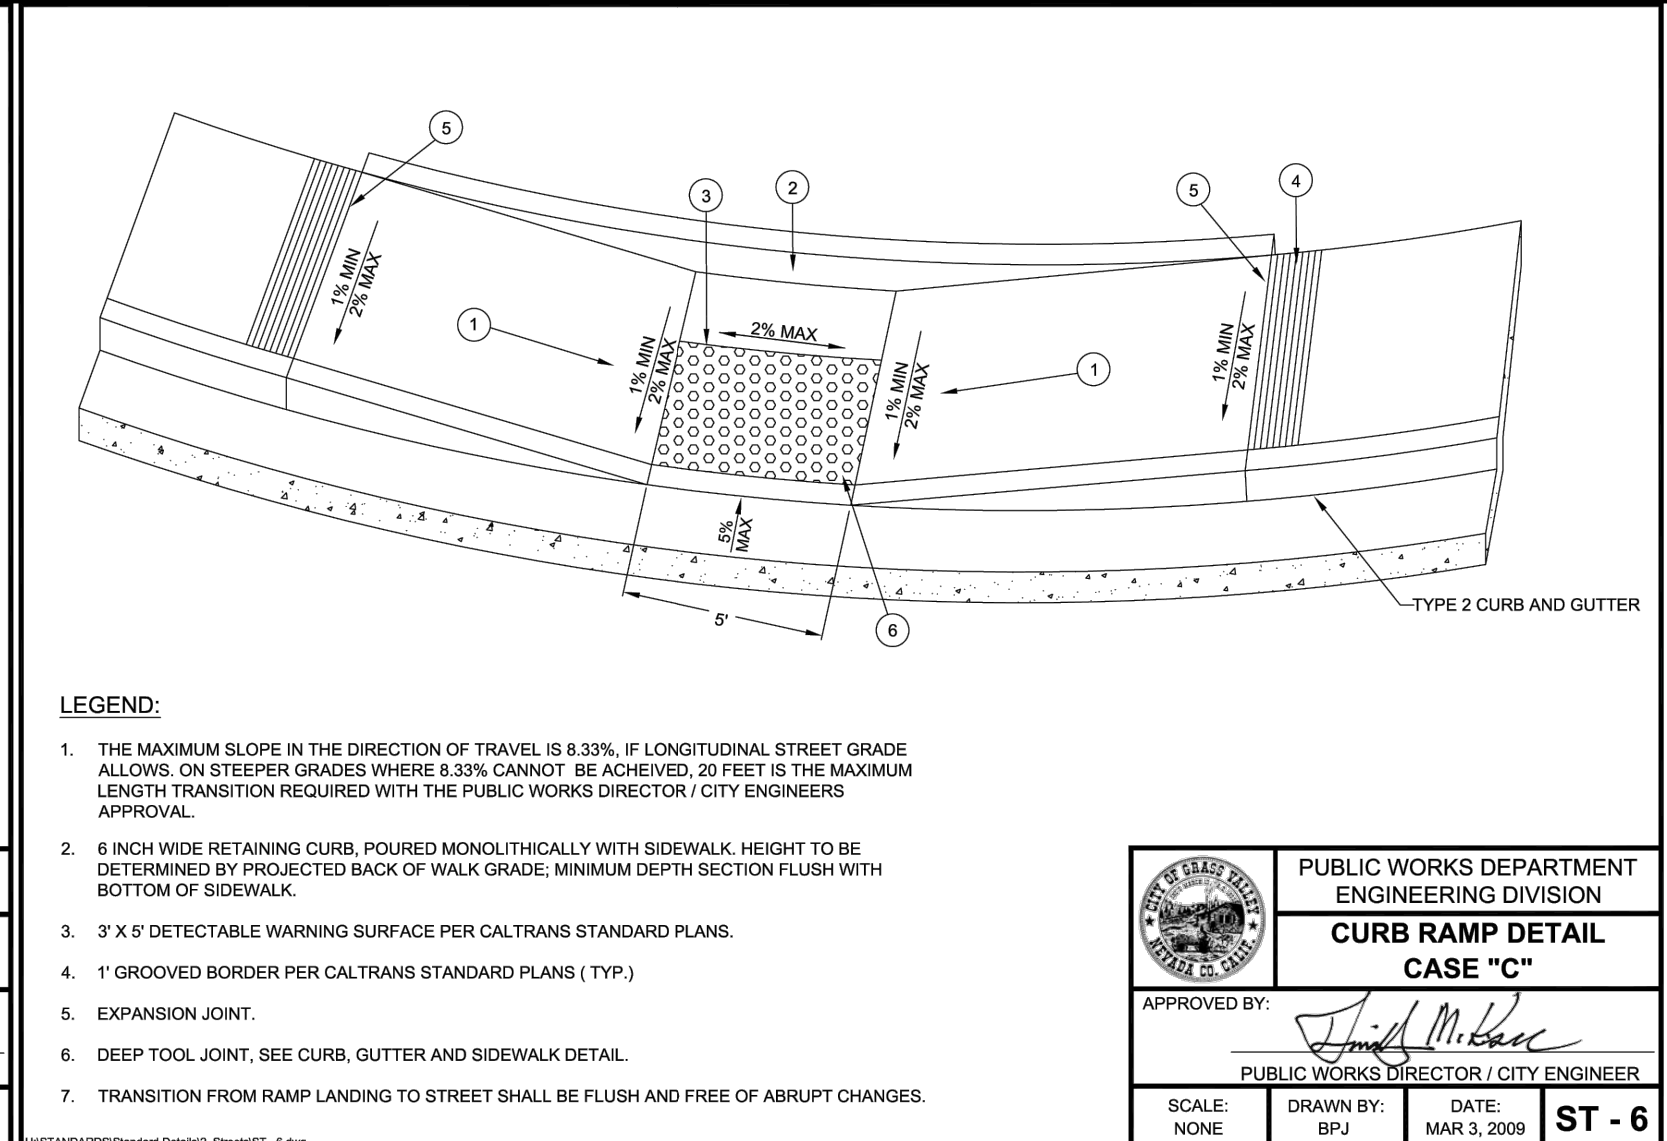 5
3
2
5
4
1% MIN
2% MAX
1
1% MIN
2% MAX
2% MAX
1% MIN
2% MAX
1
1% MIN
2% MAX
5%
MAX
5'
6
TYPE 2 CURB AND GUTTER
LEGEND:
1. THE MAXIMUM SLOPE IN THE DIRECTION OF TRAVEL IS 8.33%, IF LONGITUDINAL STREET GRADE
ALLOWS. ON STEEPER GRADES WHERE 8.33% CANNOT BE ACHEIVED, 20 FEET IS THE MAXIMUM
LENGTH TRANSITION REQUIRED WITH THE PUBLIC WORKS DIRECTOR / CITY ENGINEERS
APPROVAL.
2. 6 INCH WIDE RETAINING CURB, POURED MONOLITHICALLY WITH SIDEWALK. HEIGHT TO BE
DETERMINED BY PROJECTED BACK OF WALK GRADE; MINIMUM DEPTH SECTION FLUSH WITH
BOTTOM OF SIDEWALK.
3. 3' X 5' DETECTABLE WARNING SURFACE PER CALTRANS STANDARD PLANS.
4. 1' GROOVED BORDER PER CALTRANS STANDARD PLANS ( TYP.)
5. EXPANSION JOINT.
6. DEEP TOOL JOINT, SEE CURB, GUTTER AND SIDEWALK DETAIL.
7. TRANSITION FROM RAMP LANDING TO STREET SHALL BE FLUSH AND FREE OF ABRUPT CHANGES.
CITY OF GRASS VALLEY
NEVADA CO. CALIF.
PUBLIC WORKS DEPARTMENT
ENGINEERING DIVISION
CURB RAMP DETAIL
CASE "C"
APPROVED BY:
PUBLIC WORKS DIRECTOR / CITY ENGINEER
SCALE:
NONE
DRAWN BY:
BPJ
DATE:
MAR 3, 2009
ST - 6